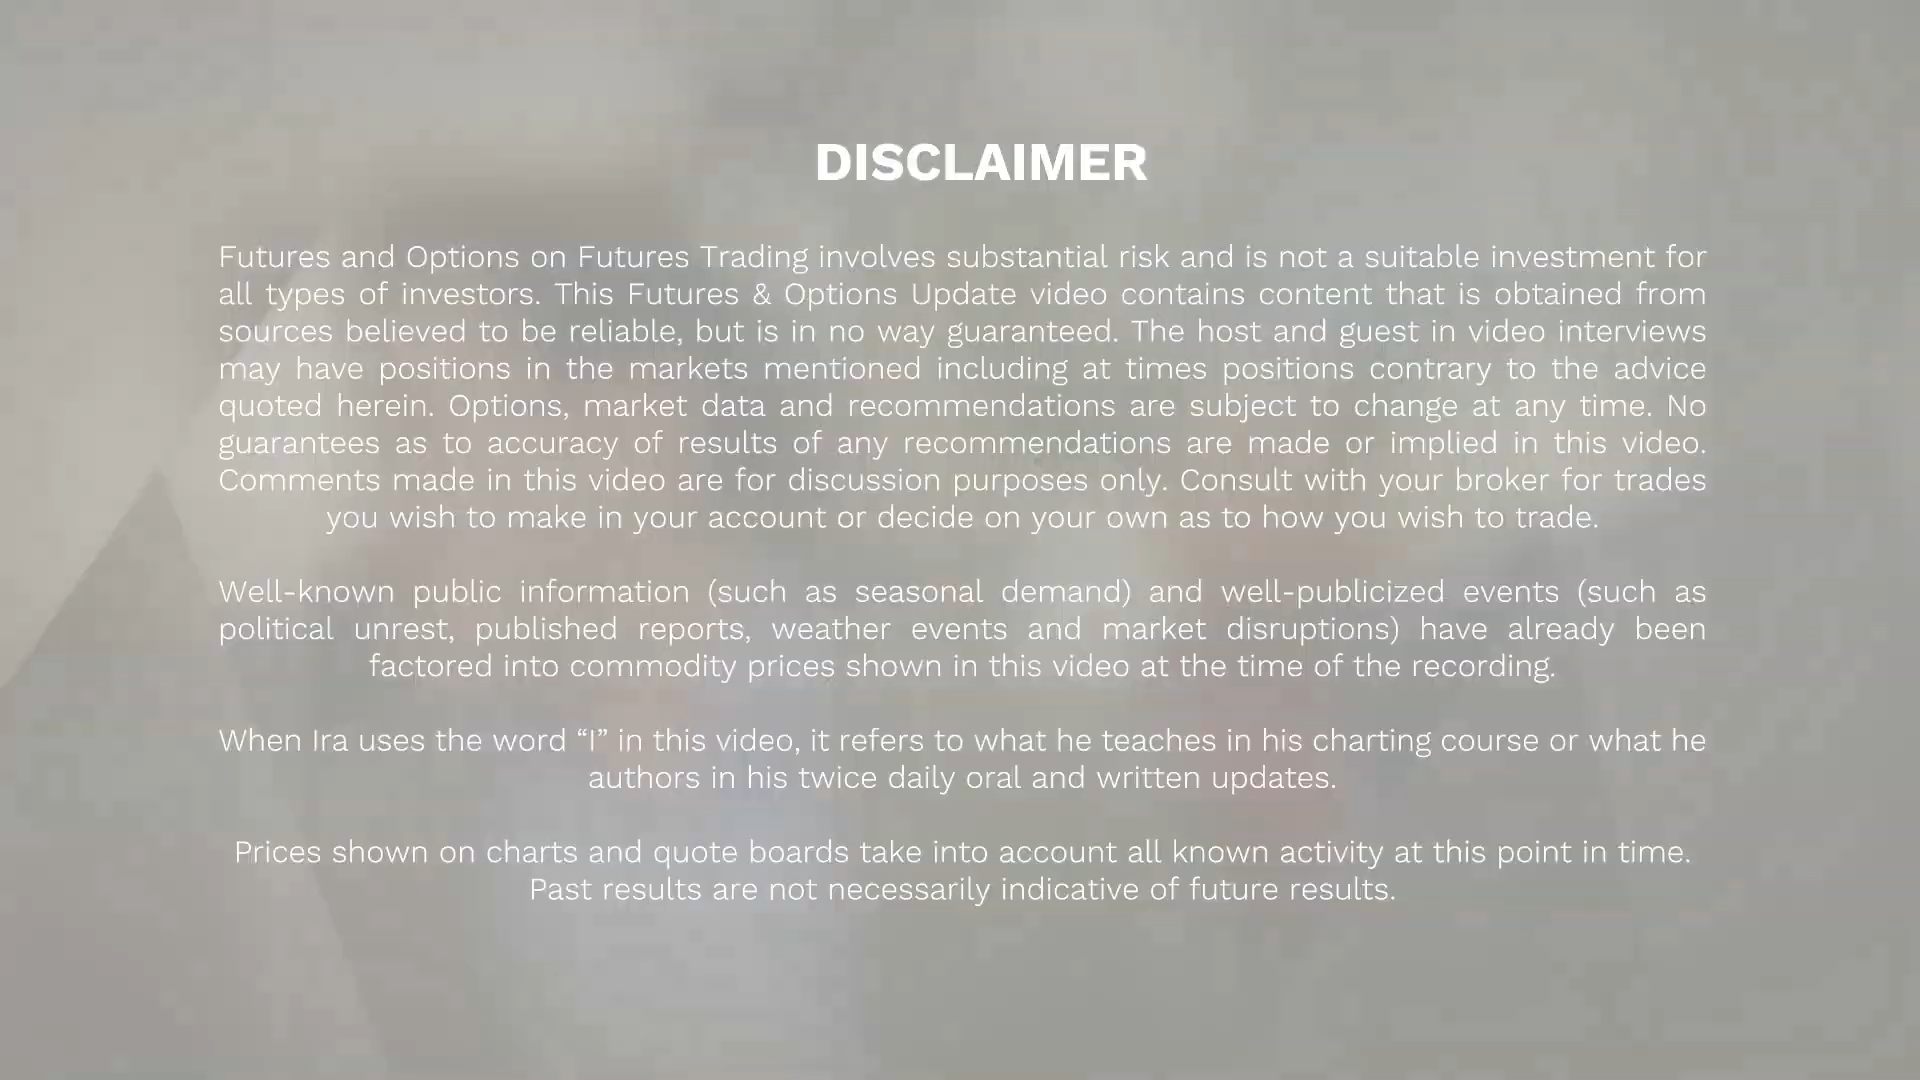 DISCLAIMER
Futures and Options on Futures Trading involves substantial risk and is not a suitable investment for
all types of investors. This Futures & Options Update video contains content that is obtained from
sources believed to be reliable, but is in no way guaranteed. The host and guest in video interviews
may have positions in the markets mentioned including at times positions contrary to the advice
quoted herein. Options, market data and recommendations are subject to change at any time. No
guarantees as to accuracy of results of any recommendations are made or implied in this video.
Comments made in this video are for discussion purposes only. Consult with your broker for trades
you wish to make in your account or decide on your own as to how you wish to trade.
Well-known public information (such as seasonal demand) and well-publicized events (such as
political unrest, published reports, weather events and market disruptions) have already been
factored into commodity prices shown in this video at the time of the recording.
When Ira uses the word “I” in this video, it refers to what he teaches in his charting course or what he
authors in his twice daily oral and written updates.
Prices shown on charts and quote boards take into account all known activity at this point in time.
Past results are not necessarily indicative of future results.